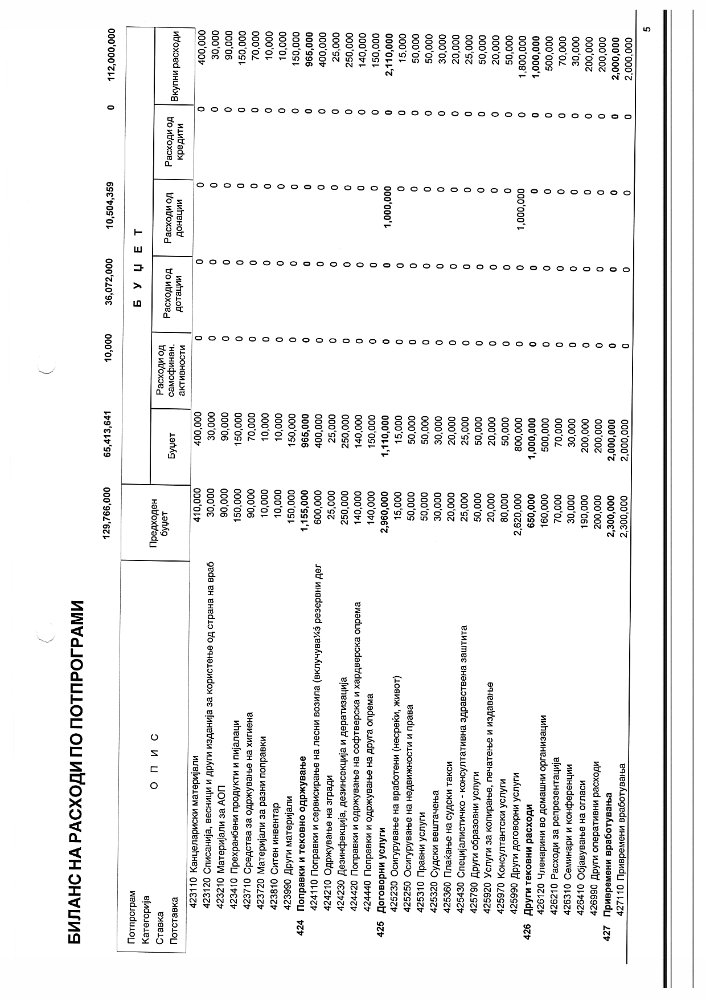 БИЛАНС НА РАСХОДИ ПО ПОТПРОГРАМИ
129,766,000 65,413,641 10,000 36,072,000 10,504,359 0 112,000,000
Потпрограм
Категорија
Ставка
Потставка
О П И С
Предходен буџет
Б У Џ Е Т
Буџет
Расходи од самофинан. активности
Расходи од дотации
Расходи од донации
Расходи од кредити
Вкупни расходи
423110 Канцелариски материјали 410,000 400,000 0 0 0 0 400,000
423120 Списанија, весници и други изданија за користење од страна на враб 30,000 30,000 0 0 0 0 30,000
423210 Материјали за АОП 90,000 90,000 0 0 0 0 90,000
423410 Прехранбени продукти и пијалаци 150,000 150,000 0 0 0 0 150,000
423710 Средства за одржување на хигиена 90,000 70,000 0 0 0 0 70,000
423720 Материјали за разни поправки 10,000 10,000 0 0 0 0 10,000
423810 Ситен инвентар 10,000 10,000 0 0 0 0 10,000
423990 Други материјали 150,000 150,000 0 0 0 0 150,000
424 Поправки и тековно одржување 1,155,000 965,000 0 0 0 0 965,000
424110 Поправки и сервисирање на лесни возила (вклучува¼э резервни дел 600,000 400,000 0 0 0 0 400,000
424210 Одржување на згради 25,000 25,000 0 0 0 0 25,000
424230 Дезинфекција, дезинсекција и дератизација 250,000 250,000 0 0 0 0 250,000
424420 Поправки и одржување на софтверска и хардверска опрема 140,000 140,000 0 0 0 0 140,000
424440 Поправки и одржување на друга опрема 140,000 150,000 0 0 0 0 150,000
425 Договорни услуги 2,960,000 1,110,000 0 0 1,000,000 0 2,110,000
425230 Осигурување на вработени (несреќи, живот) 15,000 15,000 0 0 0 0 15,000
425250 Осигурување на недвижности и права 50,000 50,000 0 0 0 0 50,000
425310 Правни услуги 50,000 50,000 0 0 0 0 50,000
425320 Судски вештачења 30,000 30,000 0 0 0 0 30,000
425360 Плаќање на судски такси 20,000 20,000 0 0 0 0 20,000
425430 Специјалистичко - консултативна здравствена заштита 25,000 25,000 0 0 0 0 25,000
425790 Други образовни услуги 50,000 50,000 0 0 0 0 50,000
425920 Услуги за копирање, печатење и издавање 20,000 20,000 0 0 0 0 20,000
425970 Консултантски услуги 80,000 50,000 0 0 0 0 50,000
425990 Други договорни услуги 2,620,000 800,000 0 0 1,000,000 0 1,800,000
426 Други тековни расходи 650,000 1,000,000 0 0 0 0 1,000,000
426120 Членарини во домашни организации 160,000 500,000 0 0 0 0 500,000
426210 Расходи за репрезентација 70,000 70,000 0 0 0 0 70,000
426310 Семинари и конференции 30,000 30,000 0 0 0 0 30,000
426410 Објавување на огласи 190,000 200,000 0 0 0 0 200,000
426990 Други оперативни расходи 200,000 200,000 0 0 0 0 200,000
427 Привремени вработувања 2,300,000 2,000,000 0 0 0 0 2,000,000
427110 Привремени вработувања 2,300,000 2,000,000 0 0 0 0 2,000,000
5